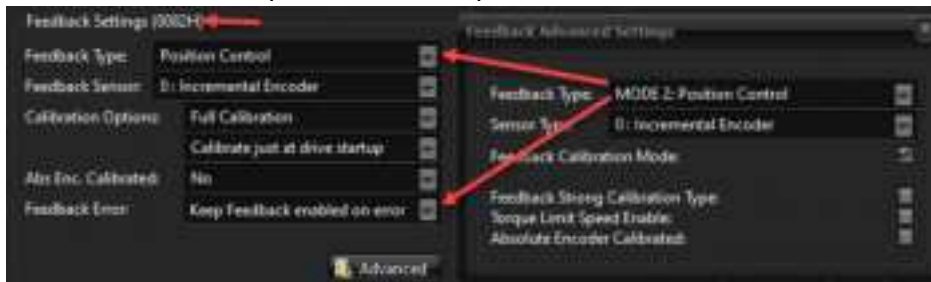 Feedback Settings (0082H)
Feedback Type: Position Control
Feedback Sensor: 0: Incremental Encoder
Calibration Options: Full Calibration
Calibrate just at drive startup
Abs Enc. Calibrated: No
Feedback Error: Keep Feedback enabled on error
Advanced
Feedback Advanced Settings
Feedback Type: MODE 2: Position Control
Sensor Type: 0: Incremental Encoder
Feedback Calibration Mode:
Feedback Strong Calibration Type:
Torque Limit Speed Enable:
Absolute Encoder Calibrated: